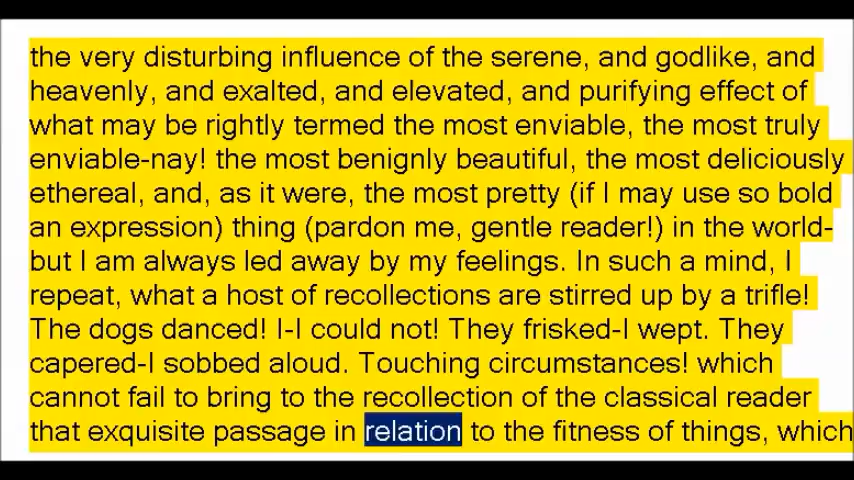 the very disturbing influence of the serene, and godlike, and
heavenly, and exalted, and elevated, and purifying effect of
what may be rightly termed the most enviable, the most truly
enviable-nay! the most benignly beautiful, the most deliciously
ethereal, and, as it were, the most pretty (if I may use so bold
an expression) thing (pardon me, gentle reader!) in the world-
but I am always led away by my feelings. In such a mind, I
repeat, what a host of recollections are stirred up by a trifle!
The dogs danced! I-I could not! They frisked-I wept. They
capered-I sobbed aloud. Touching circumstances! which
cannot fail to bring to the recollection of the classical reader
that exquisite passage in relation to the fitness of things, which